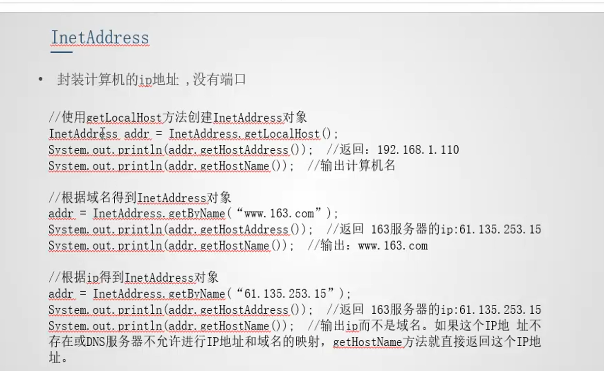 InetAddress
• 封装计算机的ip地址 ,没有端口
//使用getLocalHost方法创建InetAddress对象
InetAddress addr = InetAddress.getLocalHost();
System.out.println(addr.getHostAddress());  //返回：192.168.1.110
System.out.println(addr.getHostName());  //输出计算机名
//根据域名得到InetAddress对象
addr = InetAddress.getByName(“www.163.com”);
System.out.println(addr.getHostAddress());  //返回 163服务器的ip:61.135.253.15
System.out.println(addr.getHostName());  //输出：www.163.com
//根据ip得到InetAddress对象
addr = InetAddress.getByName(“61.135.253.15”);
System.out.println(addr.getHostAddress());  //返回 163服务器的ip:61.135.253.15
System.out.println(addr.getHostName());  //输出ip而不是域名。如果这个IP地 址不
存在或DNS服务器不允许进行IP地址和域名的映射，getHostName方法就直接返回这个IP地
址。